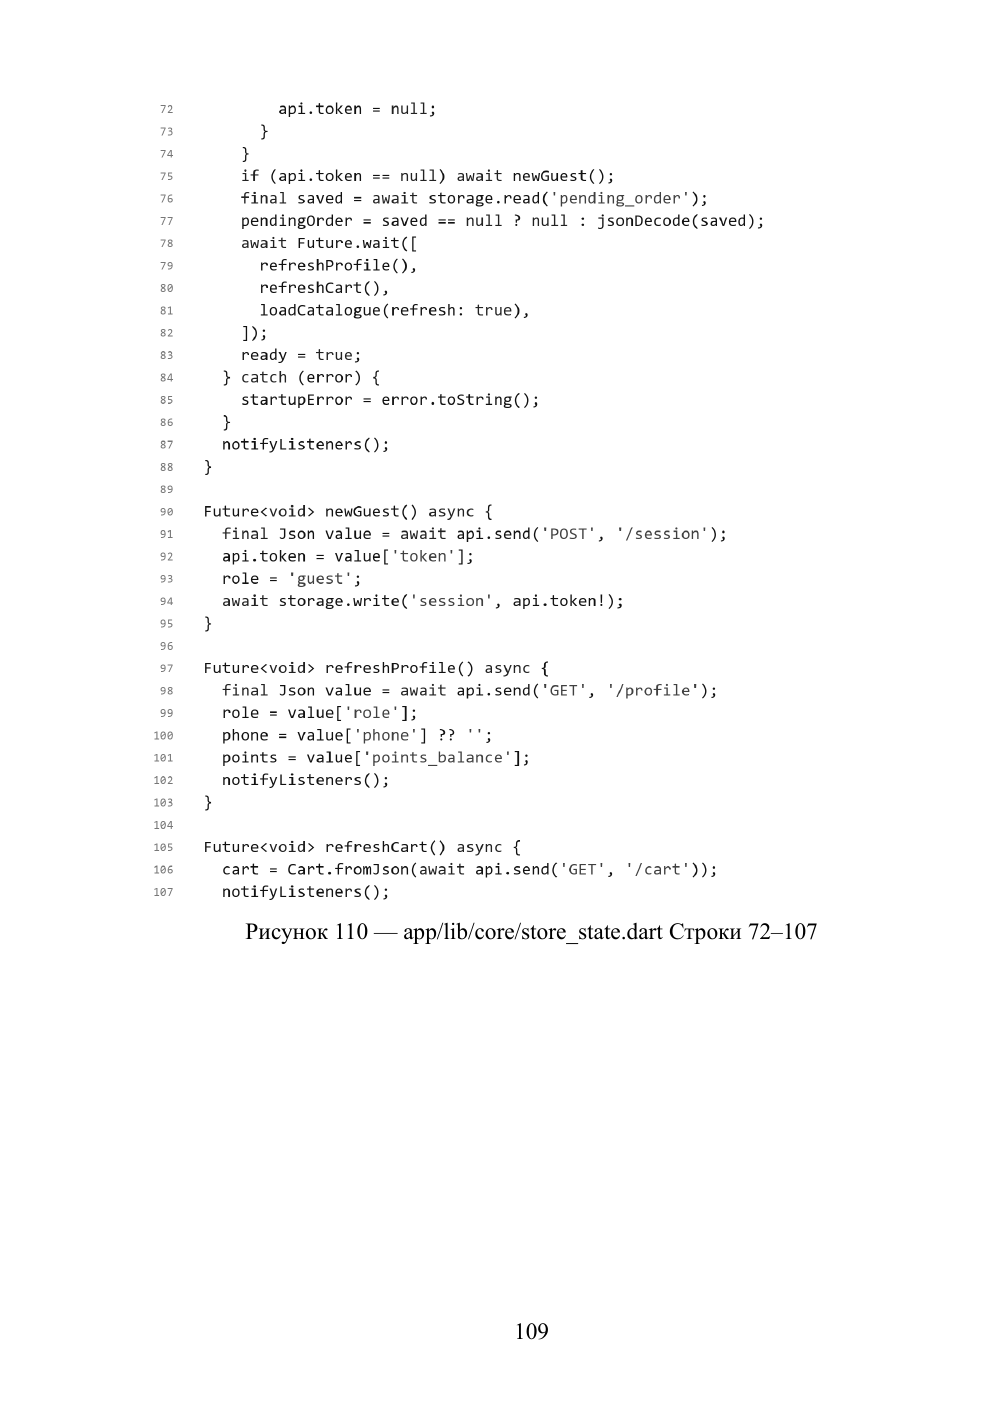 72 api.token = null;
73 }
74 }
75 if (api.token == null) await newGuest();
76 final saved = await storage.read('pending_order');
77 pendingOrder = saved == null ? null : jsonDecode(saved);
78 await Future.wait([
79 refreshProfile(),
80 refreshCart(),
81 loadCatalogue(refresh: true),
82 ]);
83 ready = true;
84 } catch (error) {
85 startupError = error.toString();
86 }
87 notifyListeners();
88 }
89
90 Future<void> newGuest() async {
91 final Json value = await api.send('POST', '/session');
92 api.token = value['token'];
93 role = 'guest';
94 await storage.write('session', api.token!);
95 }
96
97 Future<void> refreshProfile() async {
98 final Json value = await api.send('GET', '/profile');
99 role = value['role'];
100 phone = value['phone'] ?? '';
101 points = value['points_balance'];
102 notifyListeners();
103 }
104
105 Future<void> refreshCart() async {
106 cart = Cart.fromJson(await api.send('GET', '/cart'));
107 notifyListeners();
Рисунок 110 — app/lib/core/store_state.dart Строки 72–107
109